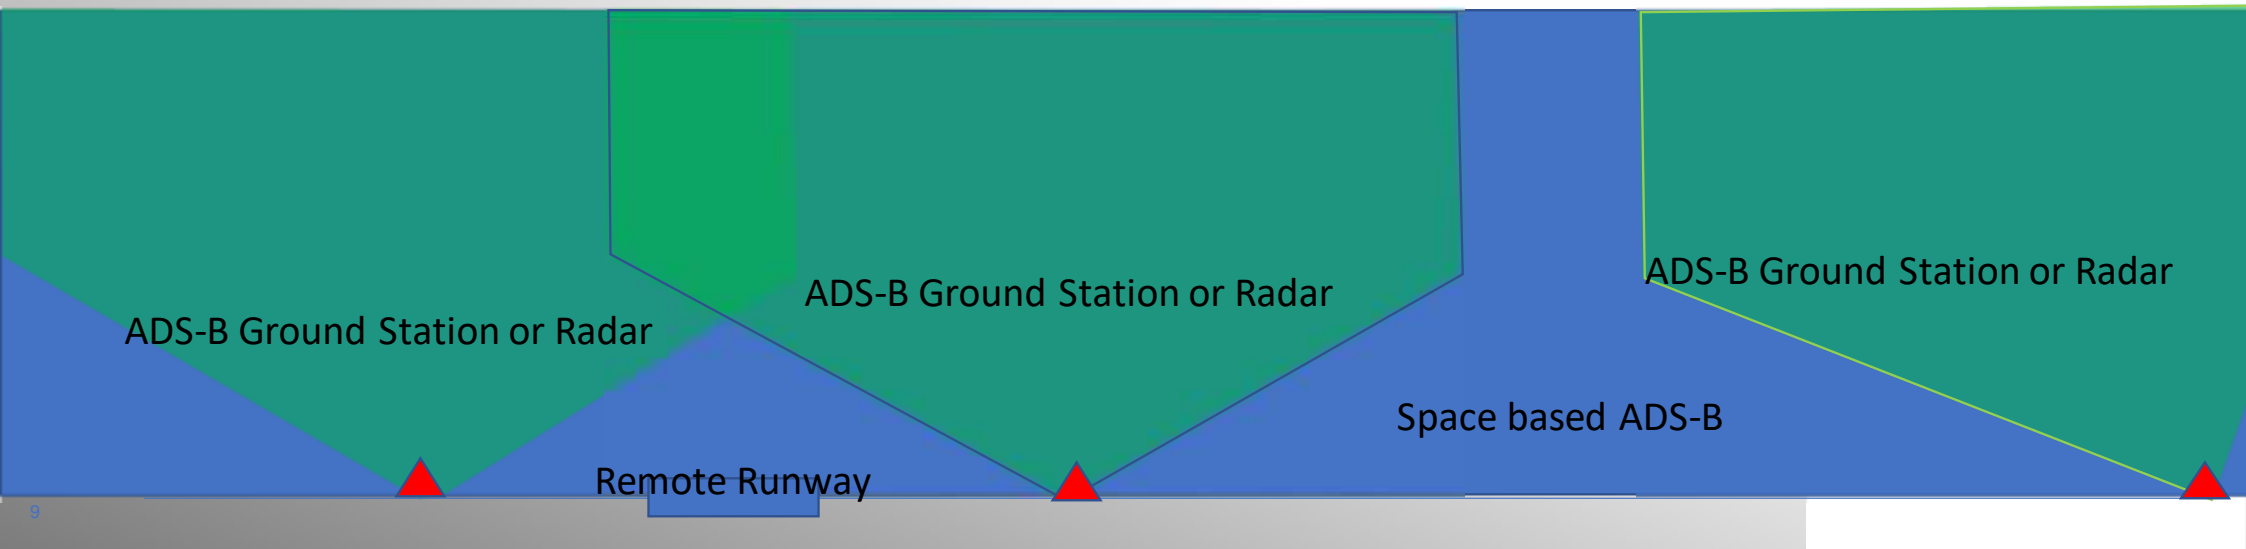 ADS-B Ground Station or Radar
ADS-B Ground Station or Radar
ADS-B Ground Station or Radar
Space based ADS-B
Remote Runway
9